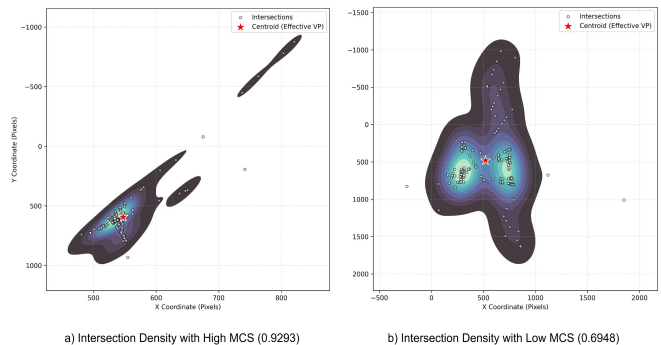 Intersections
Centroid (Effective VP)
−1000
−500
0
500
1000
Y Coordinate (Pixels)
500
600
700
800
X Coordinate (Pixels)
a) Intersection Density with High MCS (0.9293)
Intersections
Centroid (Effective VP)
−1500
−1000
−500
0
500
1000
1500
2000
−500
0
500
1000
1500
2000
X Coordinate (Pixels)
b) Intersection Density with Low MCS (0.6948)